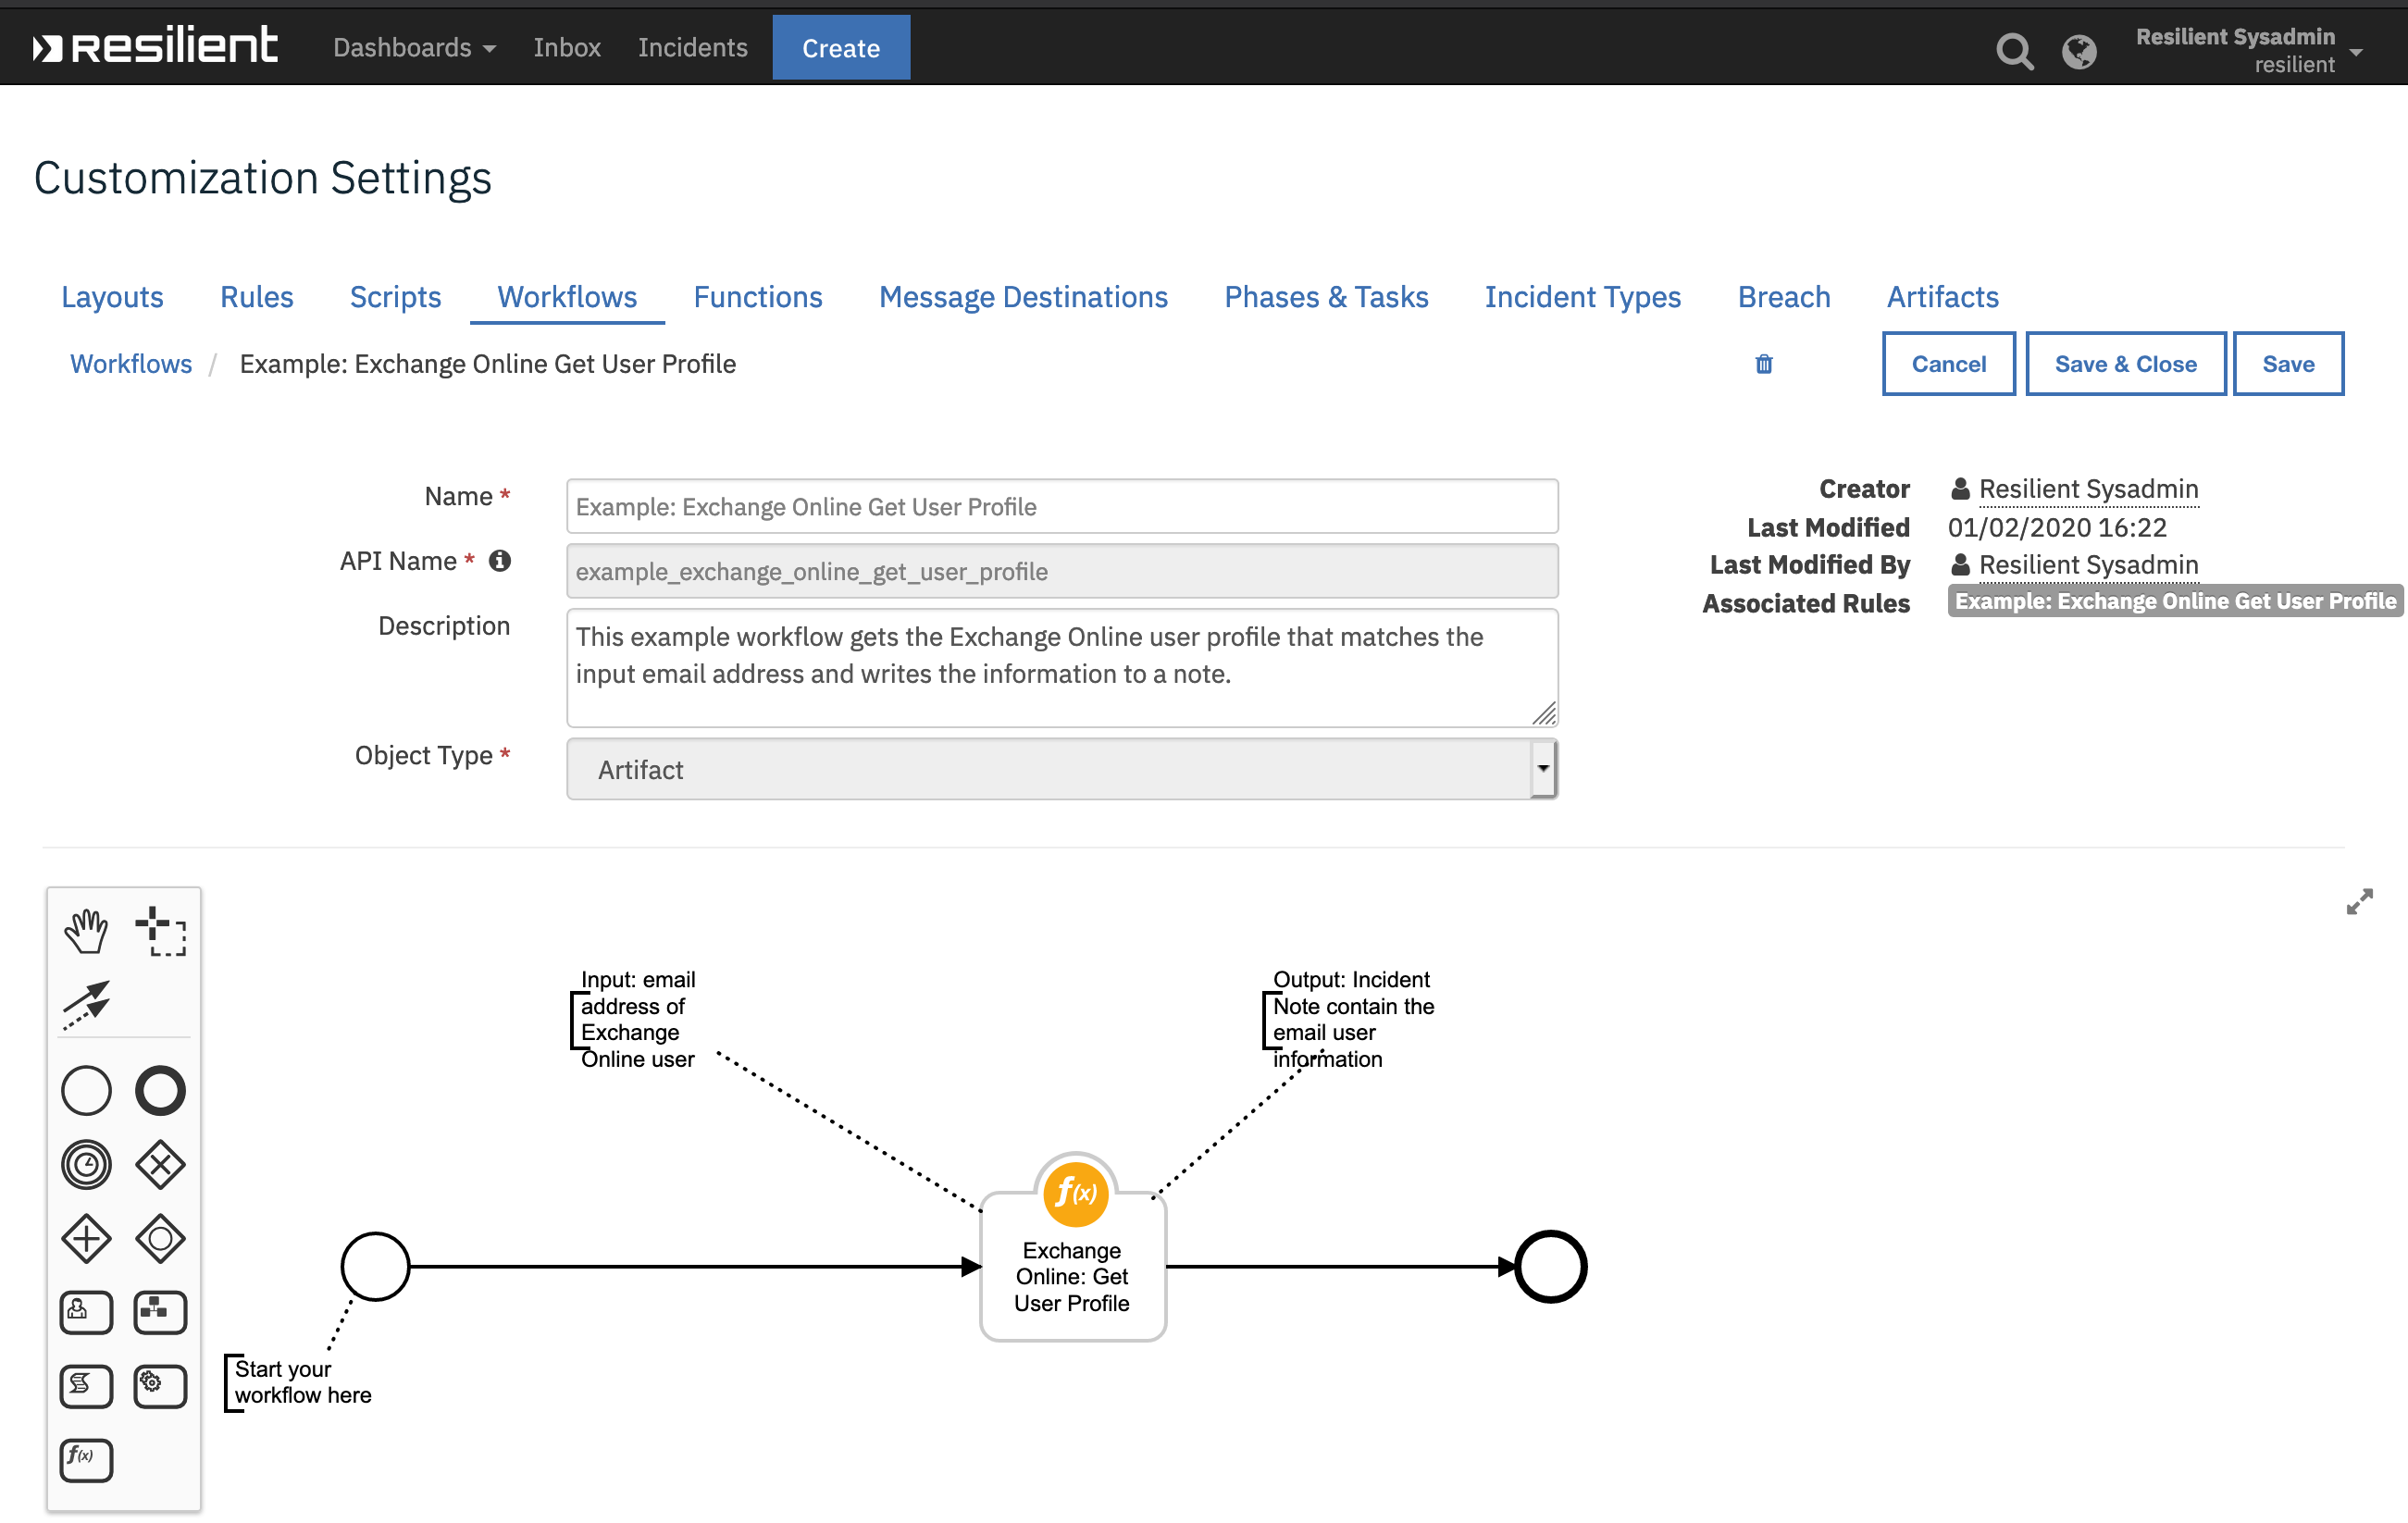 resilient Dashboards Inbox Incidents Create Resilient Sysadmin
resilient
Customization Settings
Layouts Rules Scripts Workflows Functions Message Destinations Phases & Tasks Incident Types Breach Artifacts
Workflows / Example: Exchange Online Get User Profile Cancel Save & Close Save
Name * Example: Exchange Online Get User Profile
API Name * example_exchange_online_get_user_profile
Description This example workflow gets the Exchange Online user profile that matches the
input email address and writes the information to a note.
Object Type * Artifact
Creator Resilient Sysadmin
Last Modified 01/02/2020 16:22
Last Modified By Resilient Sysadmin
Associated Rules Example: Exchange Online Get User Profile
Input: email
address of
Exchange
Online user
Output: Incident
Note contain the
email user
information
f(x)
Exchange
Online: Get
User Profile
Start your
workflow here
f(x)